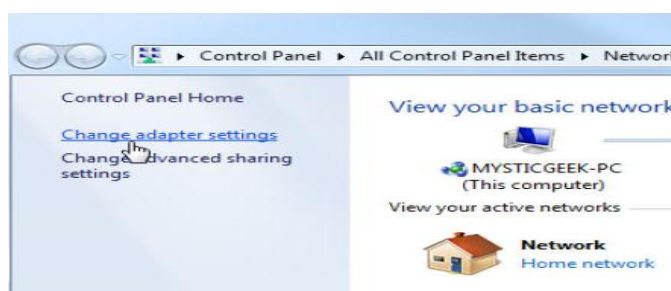 Control Panel ▸ All Control Panel Items ▸
Control Panel Home
Change adapter settings
Change advanced sharing
settings
View your basic network
MYSTICGEEK-PC
(This computer)
View your active networks
Network
Home network